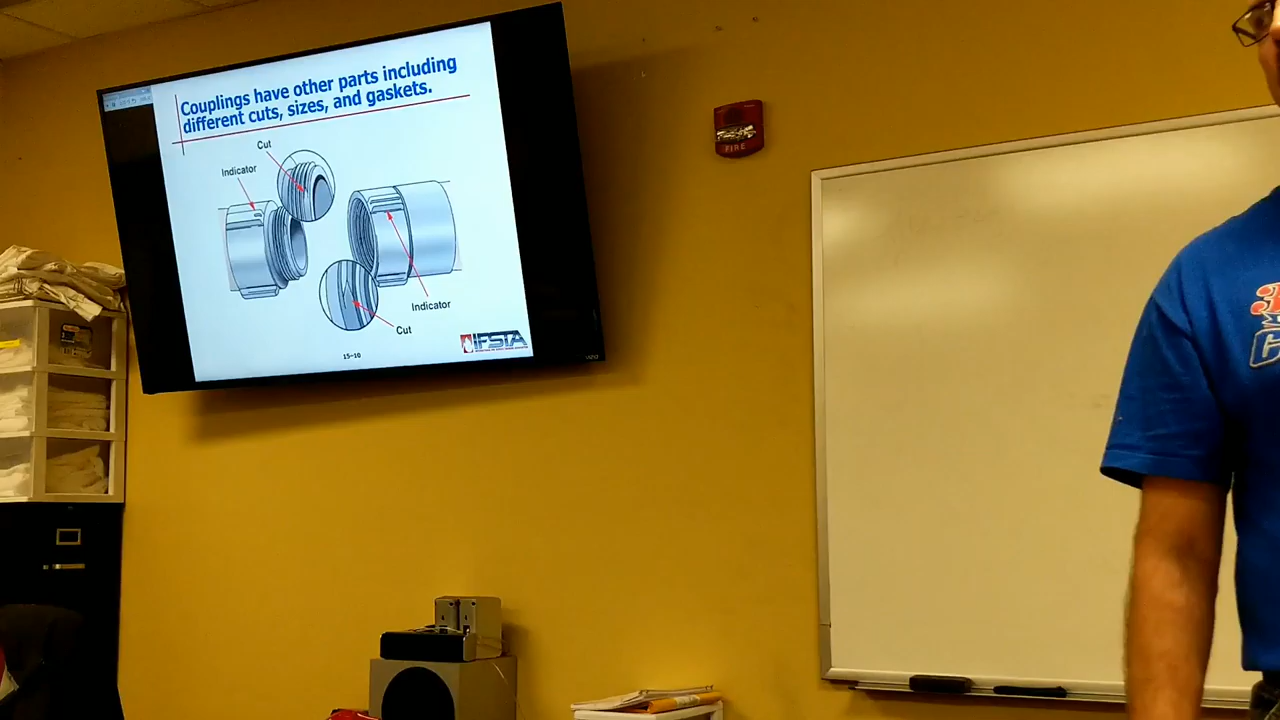 Couplings have other parts including
different cuts, sizes, and gaskets.
Cut
Indicator
Indicator
Cut
15-10
IFSTA
FIRE